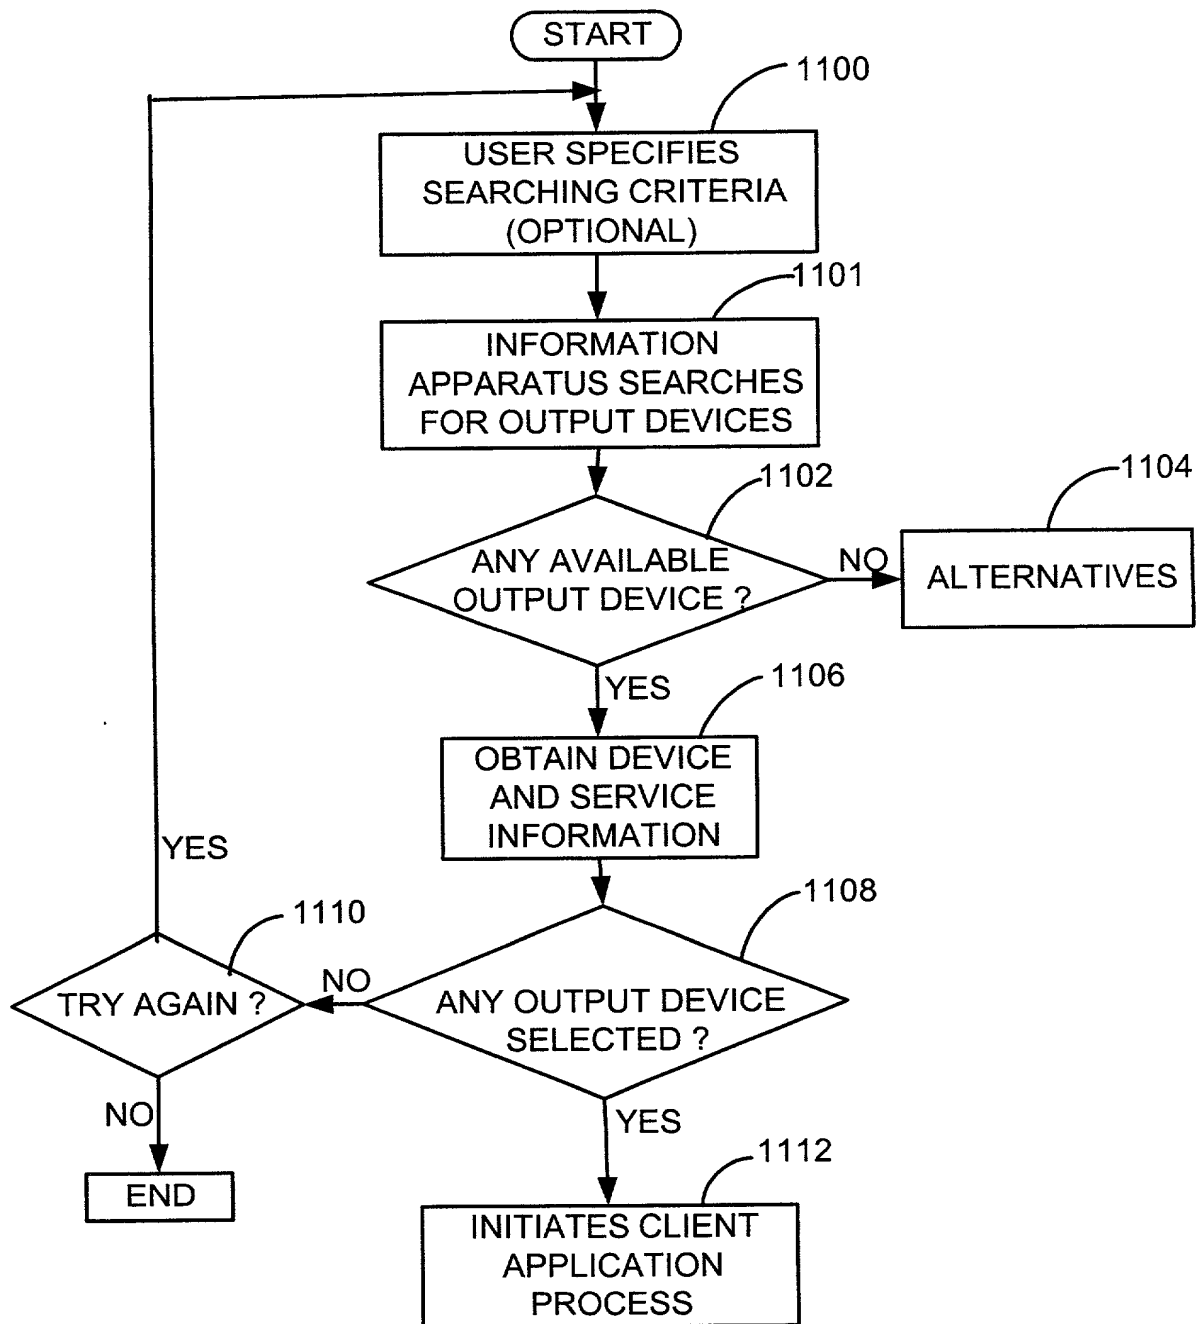 START
1100
USER SPECIFIES
SEARCHING CRITERIA
(OPTIONAL)
1101
INFORMATION
APPARATUS SEARCHES
FOR OUTPUT DEVICES
1102
1104
ANY AVAILABLE
OUTPUT DEVICE ?
NO
ALTERNATIVES
YES
1106
OBTAIN DEVICE
AND SERVICE
INFORMATION
YES
1108
1110
NO
TRY AGAIN ?
ANY OUTPUT DEVICE
SELECTED ?
NO
YES
END
1112
INITIATES CLIENT
APPLICATION
PROCESS